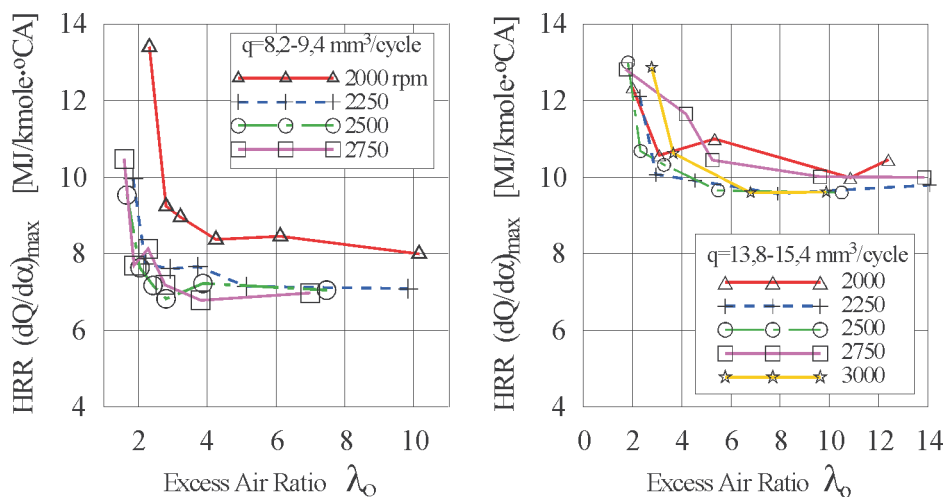 HRR (dQ/dα)max [MJ/kmole·ºCA]
14
12
10
8
6
4
q=8,2-9,4 mm³/cycle
2000 rpm
2250
2500
2750
2 4 6 8 10
Excess Air Ratio λO
HRR (dQ/dα)max [MJ/kmole·ºCA]
14
12
10
8
6
4
q=13,8-15,4 mm³/cycle
2000
2250
2500
2750
3000
0 2 4 6 8 10 12 14
Excess Air Ratio λO